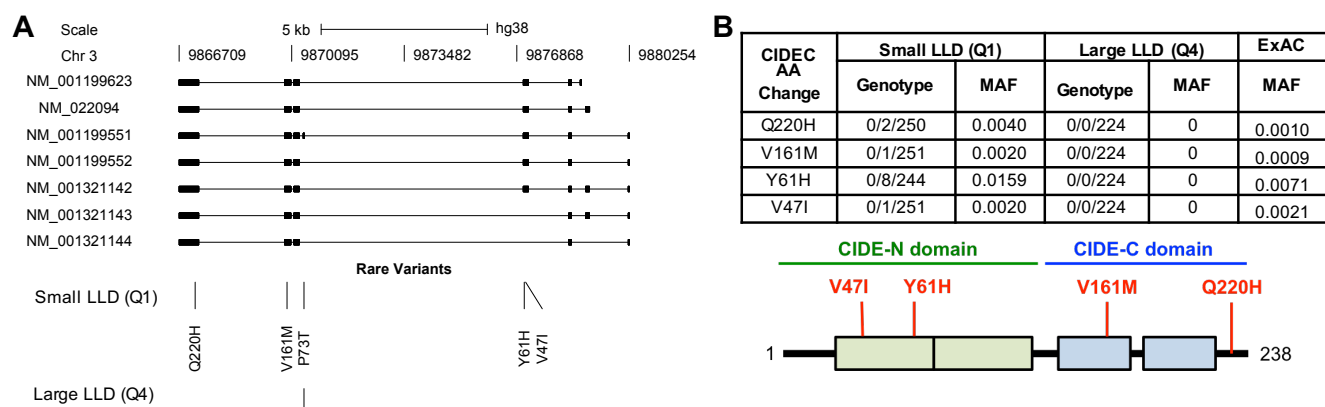 A
Scale 5 kb hg38
Chr 3 9866709 9870095 9873482 9876868 9880254
NM_001199623
NM_022094
NM_001199551
NM_001199552
NM_001321142
NM_001321143
NM_001321144
Rare Variants
Small LLD (Q1)
Q220H V161M P73T Y61H V47I
Large LLD (Q4)
B
CIDEC AA Change Small LLD (Q1) Large LLD (Q4) ExAC
Genotype MAF Genotype MAF MAF
Q220H 0/2/250 0.0040 0/0/224 0 0.0010
V161M 0/1/251 0.0020 0/0/224 0 0.0009
Y61H 0/8/244 0.0159 0/0/224 0 0.0071
V47I 0/1/251 0.0020 0/0/224 0 0.0021
CIDE-N domain CIDE-C domain
V47I Y61H V161M Q220H
1 238